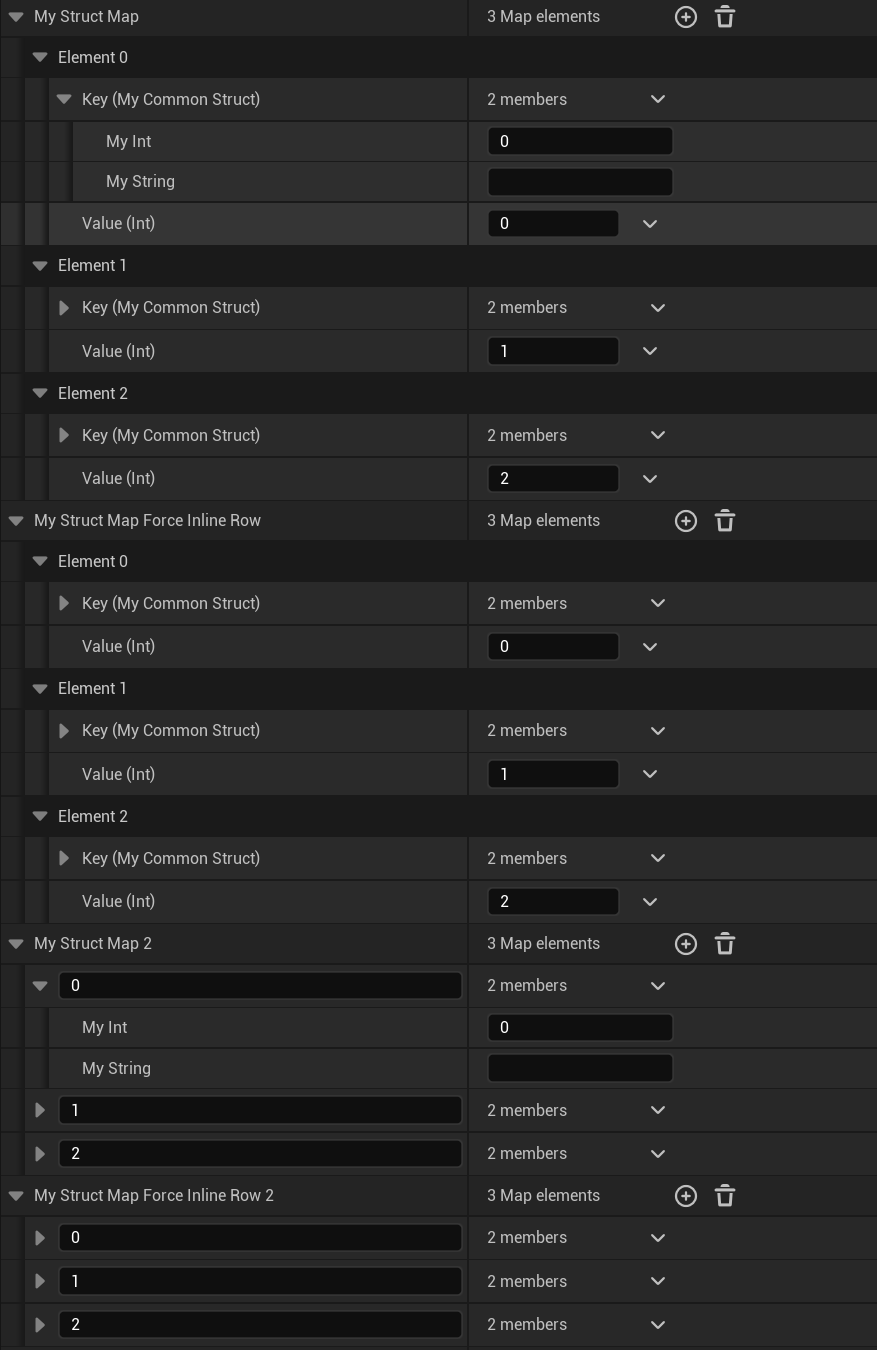 My Struct Map 3 Map elements
Element 0
Key (My Common Struct) 2 members
My Int 0
My String
Value (Int) 0
Element 1
Key (My Common Struct) 2 members
Value (Int) 1
Element 2
Key (My Common Struct) 2 members
Value (Int) 2
My Struct Map Force Inline Row 3 Map elements
Element 0
Key (My Common Struct) 2 members
Value (Int) 0
Element 1
Key (My Common Struct) 2 members
Value (Int) 1
Element 2
Key (My Common Struct) 2 members
Value (Int) 2
My Struct Map 2 3 Map elements
0 2 members
My Int 0
My String
1 2 members
2 2 members
My Struct Map Force Inline Row 2 3 Map elements
0 2 members
1 2 members
2 2 members